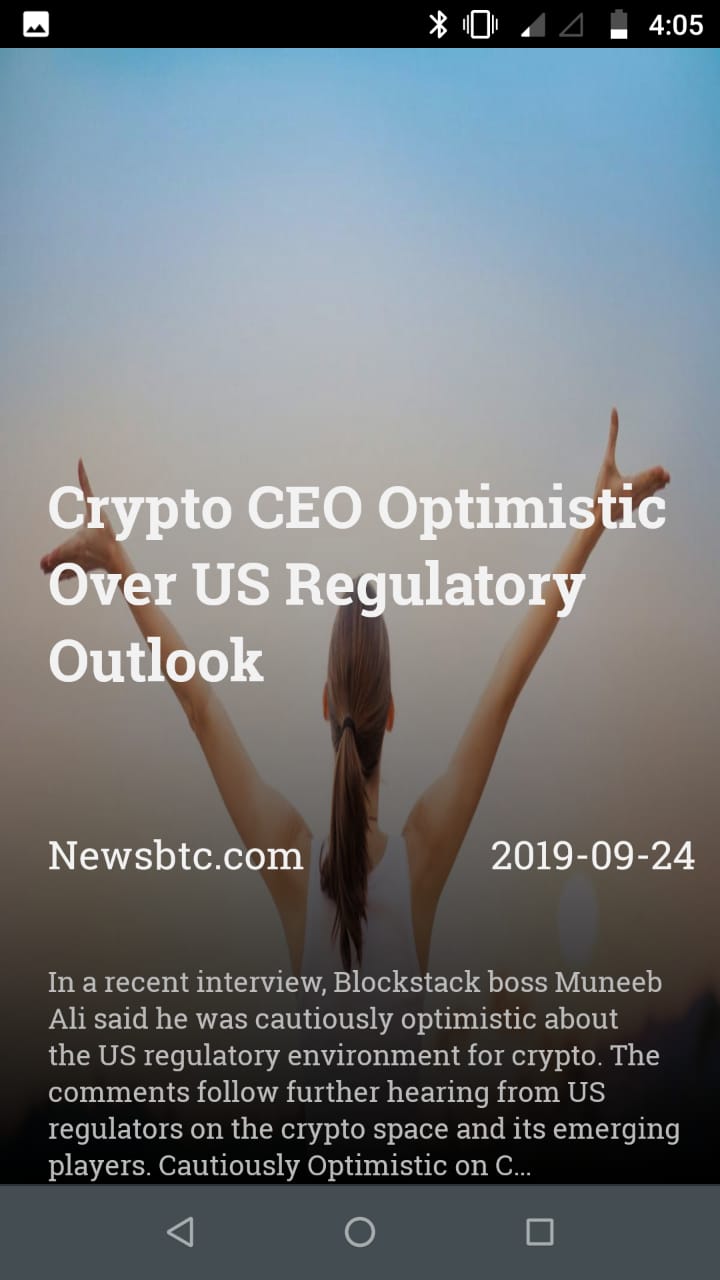 4:05
Crypto CEO Optimistic
Over US Regulatory
Outlook
Newsbtc.com 2019-09-24
In a recent interview, Blockstack boss Muneeb
Ali said he was cautiously optimistic about
the US regulatory environment for crypto. The
comments follow further hearing from US
regulators on the crypto space and its emerging
players. Cautiously Optimistic on C...